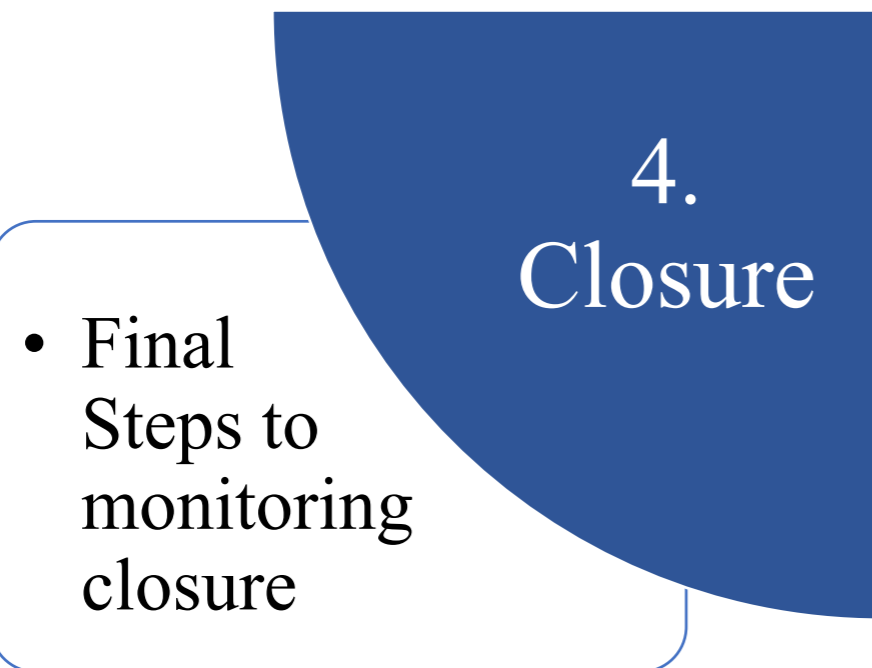 4.
Closure
• Final
Steps to
monitoring
closure